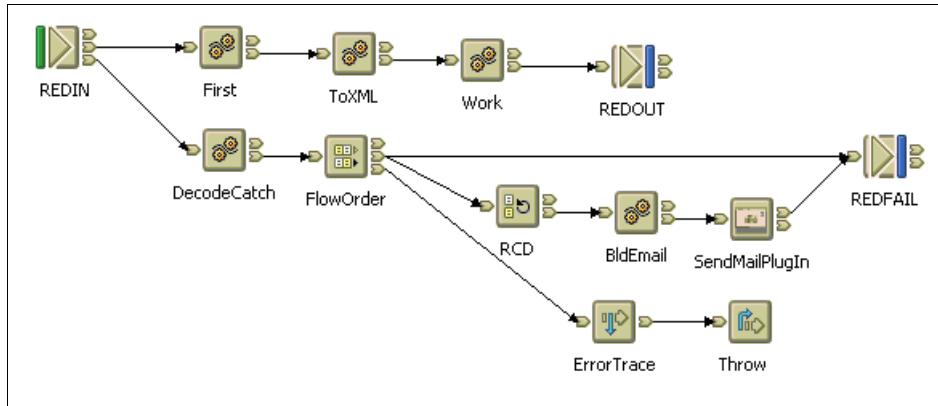 REDIN
First
ToXML
Work
REDOUT
DecodeCatch
FlowOrder
REDFAIL
RCD
BldEmail
SendMailPlugIn
ErrorTrace
Throw